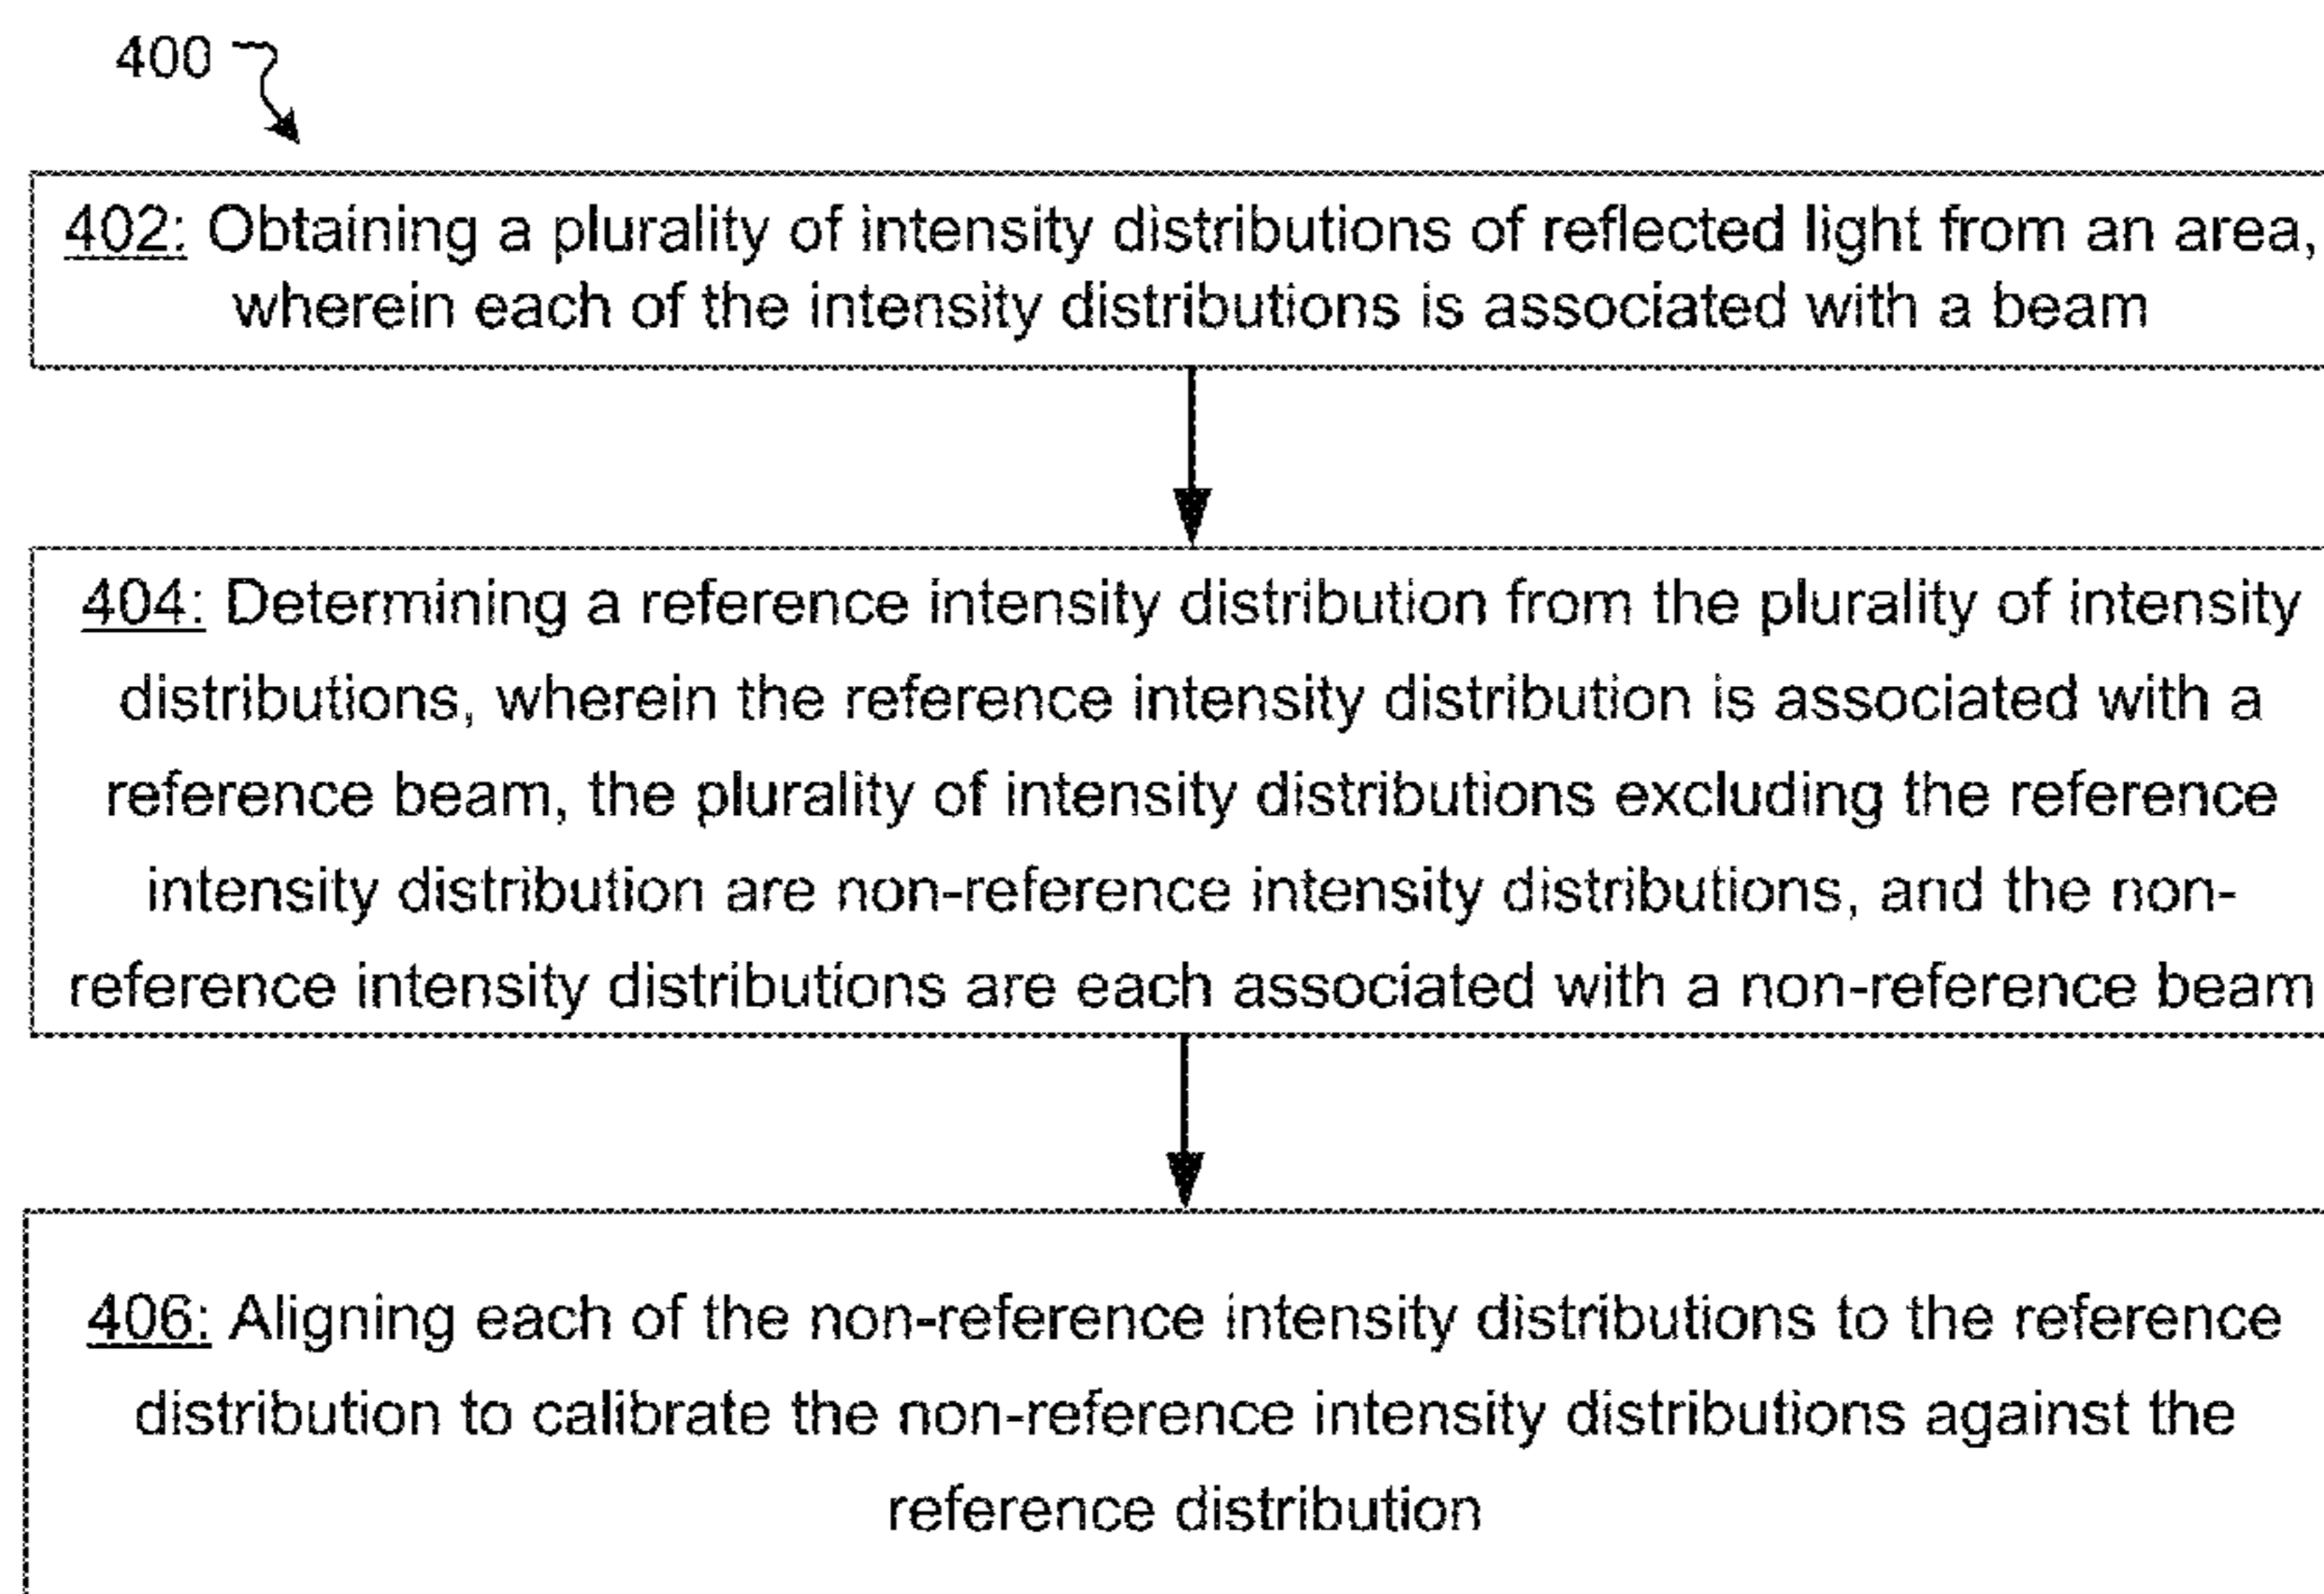 400
402: Obtaining a plurality of intensity distributions of reflected light from an area,
wherein each of the intensity distributions is associated with a beam
404: Determining a reference intensity distribution from the plurality of intensity
distributions, wherein the reference intensity distribution is associated with a
reference beam, the plurality of intensity distributions excluding the reference
intensity distribution are non-reference intensity distributions, and the non-
reference intensity distributions are each associated with a non-reference beam
406: Aligning each of the non-reference intensity distributions to the reference
distribution to calibrate the non-reference intensity distributions against the
reference distribution